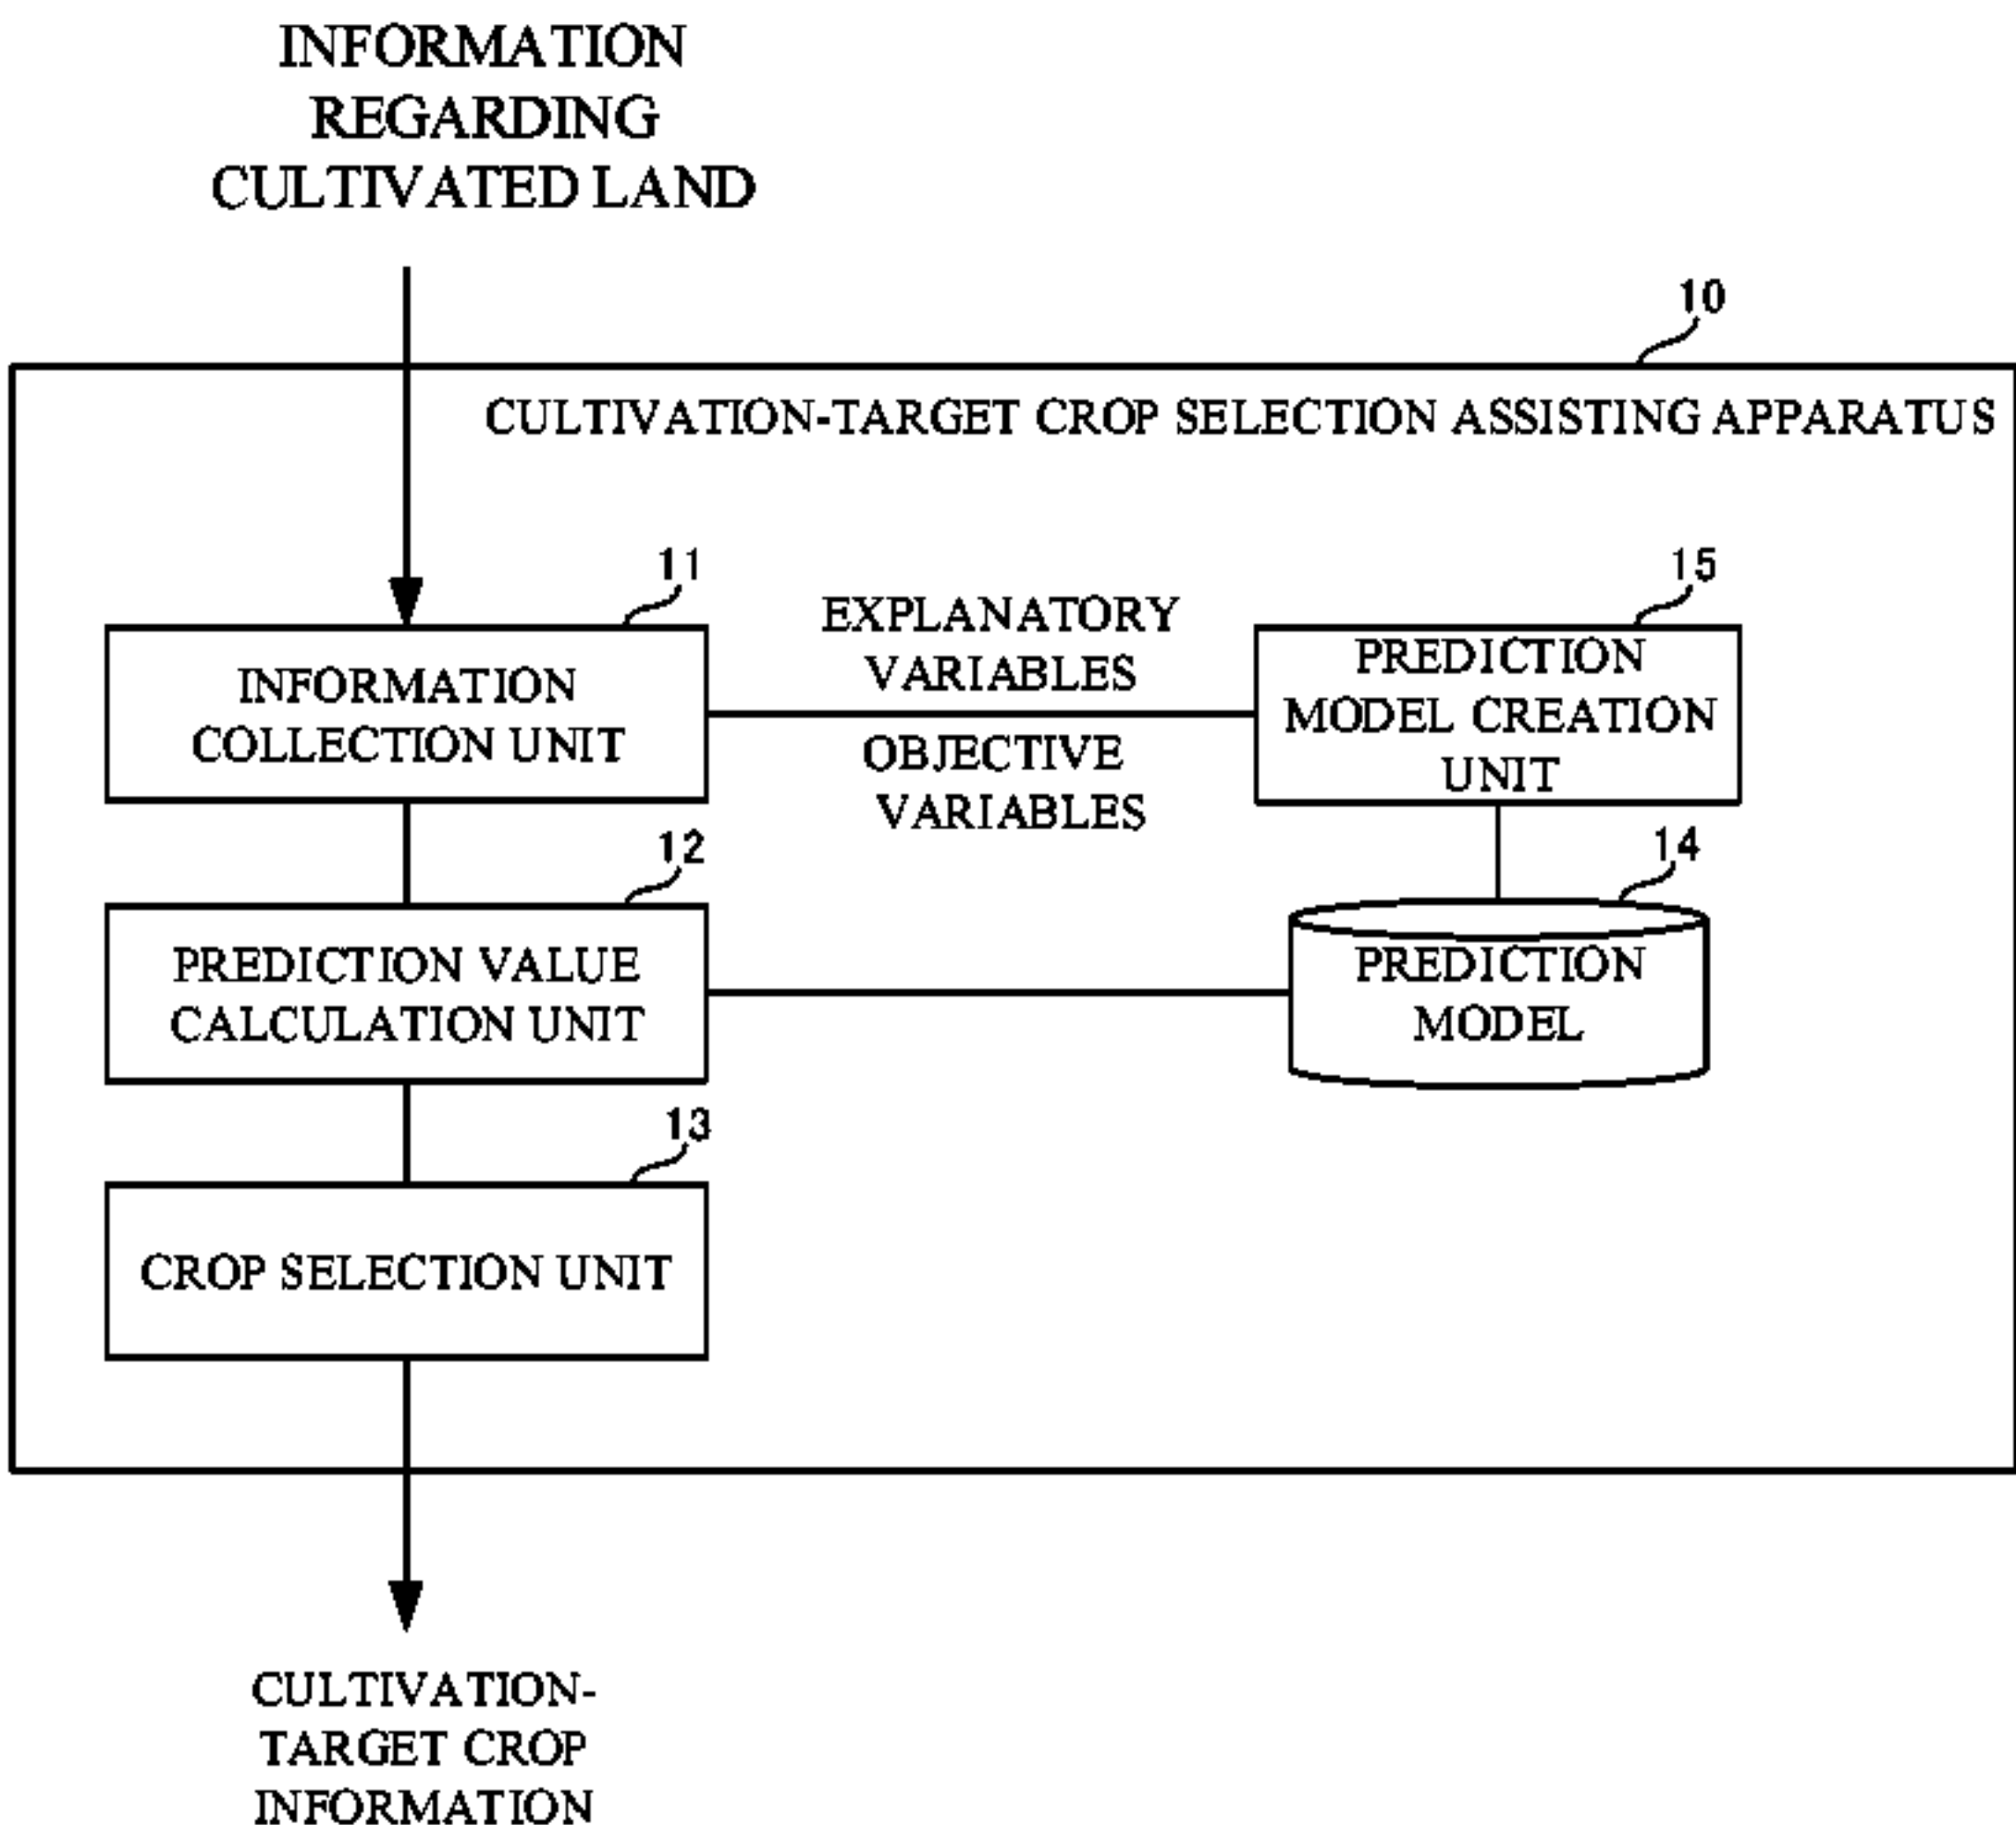 INFORMATION
REGARDING
CULTIVATED LAND
10
CULTIVATION-TARGET CROP SELECTION ASSISTING APPARATUS
11
INFORMATION
COLLECTION UNIT
EXPLANATORY
VARIABLES
OBJECTIVE
VARIABLES
15
PREDICTION
MODEL CREATION
UNIT
12
PREDICTION VALUE
CALCULATION UNIT
14
PREDICTION
MODEL
13
CROP SELECTION UNIT
CULTIVATION-
TARGET CROP
INFORMATION